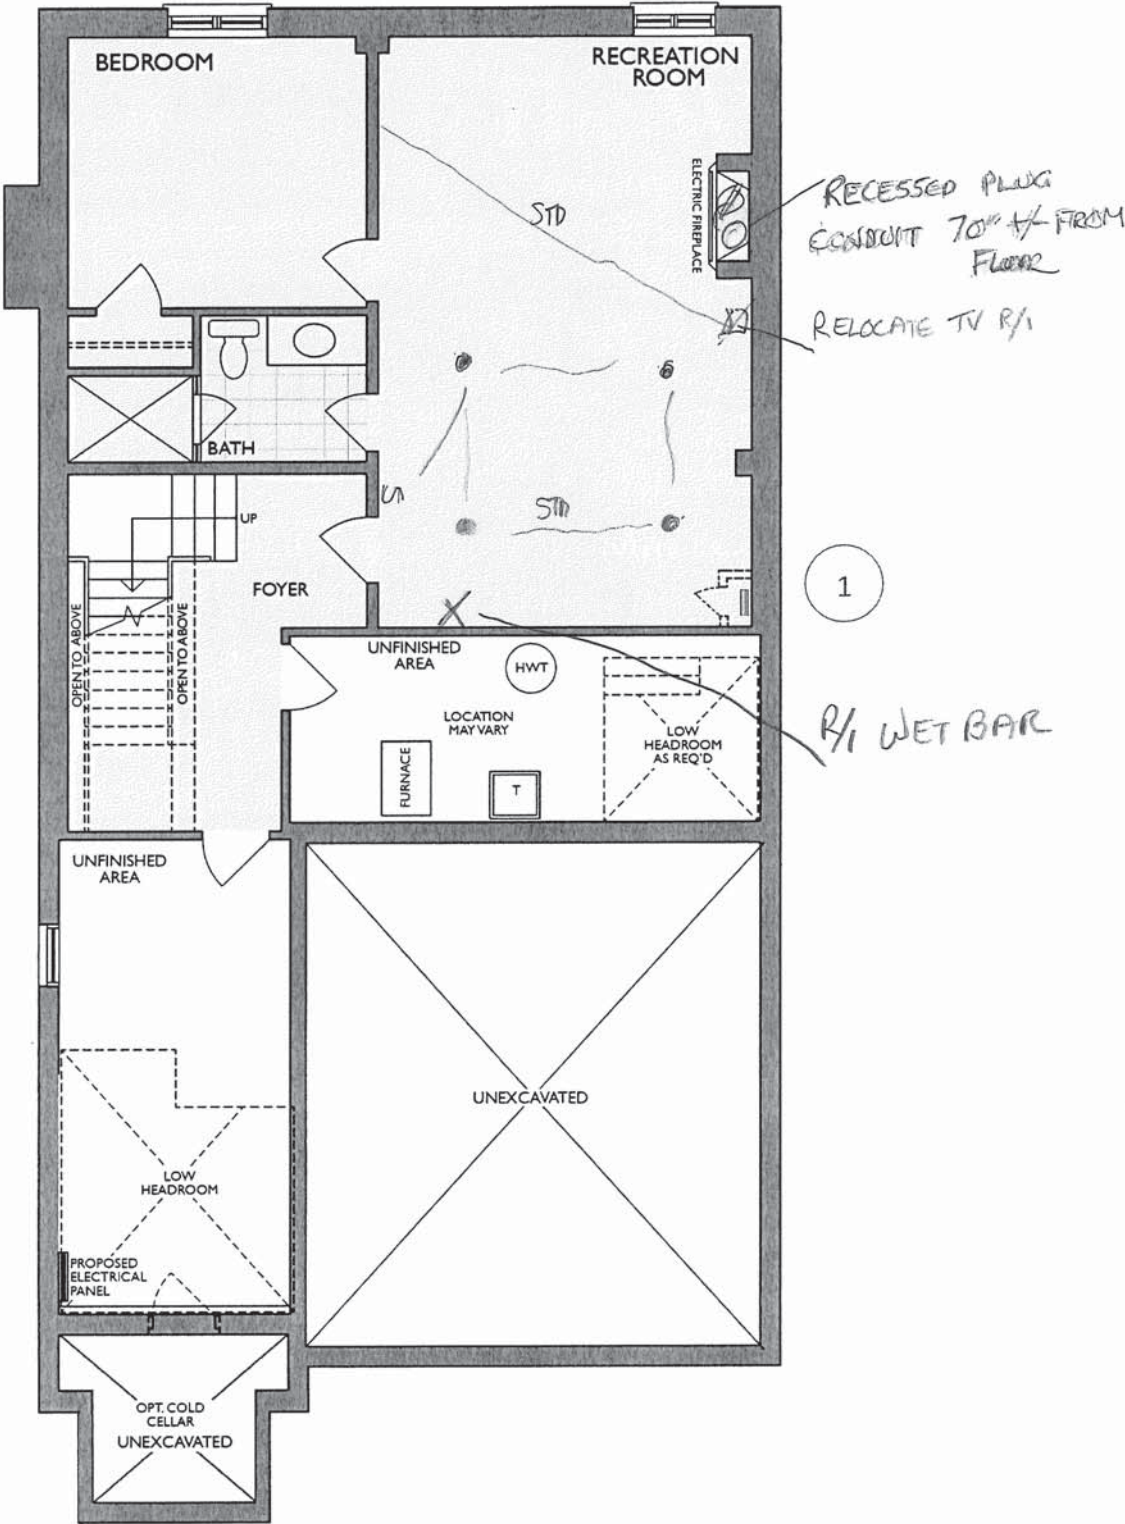 BEDROOM
RECREATION
ROOM
ELECTRIC FIREPLACE
RECESSED PLUG
CONDUIT 70" +/- FROM
FLOOR
STD
RELOCATE TV R/I
BATH
UP
STD
FOYER
1
OPEN TO ABOVE
OPEN TO ABOVE
UNFINISHED
AREA
HWT
LOCATION
MAY VARY
LOW
HEADROOM
AS REQ'D
R/I WET BAR
FURNACE
T
UNFINISHED
AREA
UNEXCAVATED
LOW
HEADROOM
PROPOSED
ELECTRICAL
PANEL
OPT. COLD
CELLAR
UNEXCAVATED